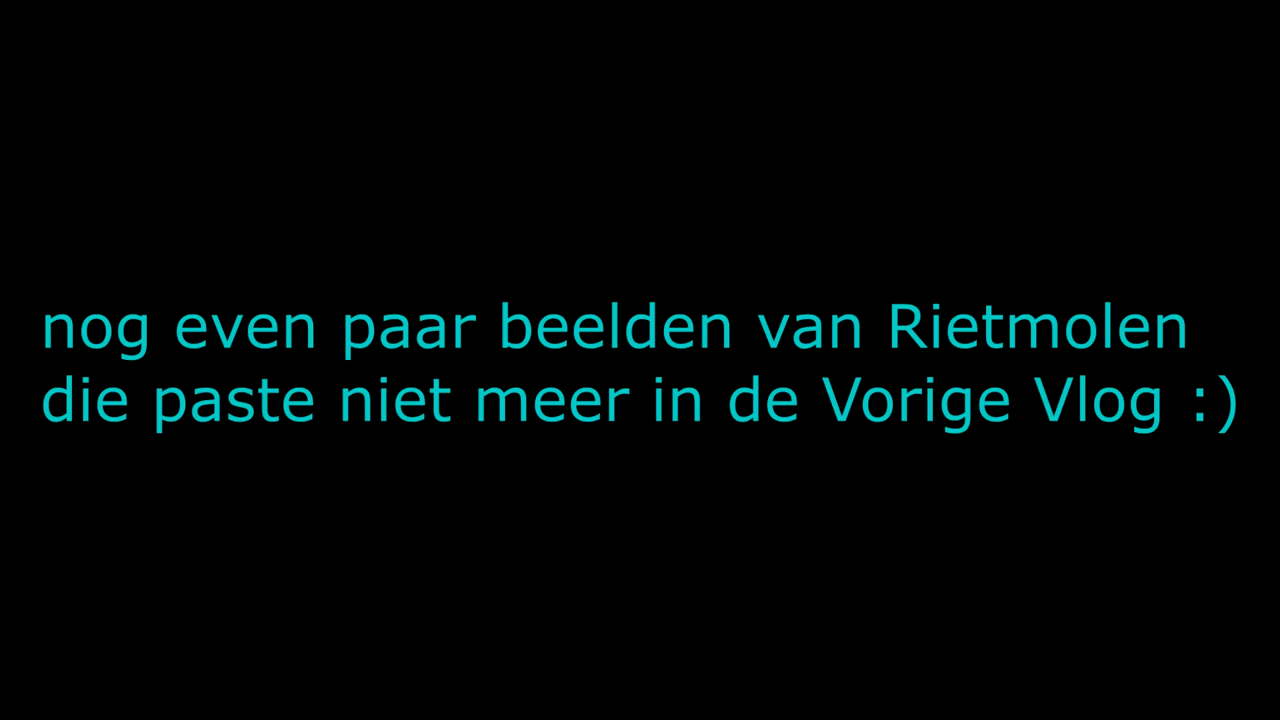 nog even paar beelden van Rietmolen
die paste niet meer in de Vorige Vlog :)